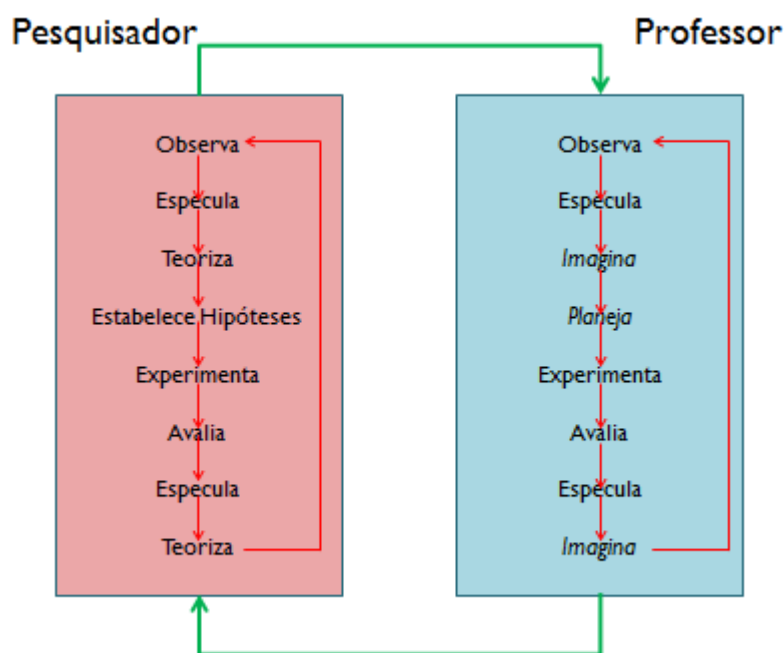 Pesquisador
Professor
Observa
Especula
Teoriza
Estabelece Hipóteses
Experimenta
Avalia
Especula
Teoriza
Observa
Especula
Imagina
Planeja
Experimenta
Avalia
Especula
Imagina